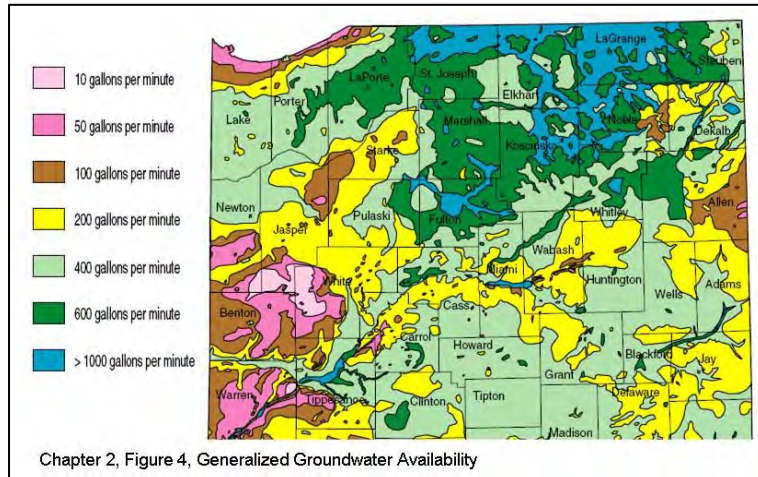 10 gallons per minute
50 gallons per minute
100 gallons per minute
200 gallons per minute
400 gallons per minute
600 gallons per minute
> 1000 gallons per minute
LaGrange
Steuben
St. Joseph
LaPorte
Elkhart
Porter
Lake
Noble
Marshall
Dekalb
Starke
Kosciusko
Allen
Newton
Whitley
Pulaski
Fulton
Jasper
Wabash
Miami
White
Huntington
Adams
Wells
Benton
Cass
Carrol
Howard
Blackford
Jay
Grant
Warren
Tippecanoe
Clinton
Tipton
Delaware
Madison
Chapter 2, Figure 4, Generalized Groundwater Availability